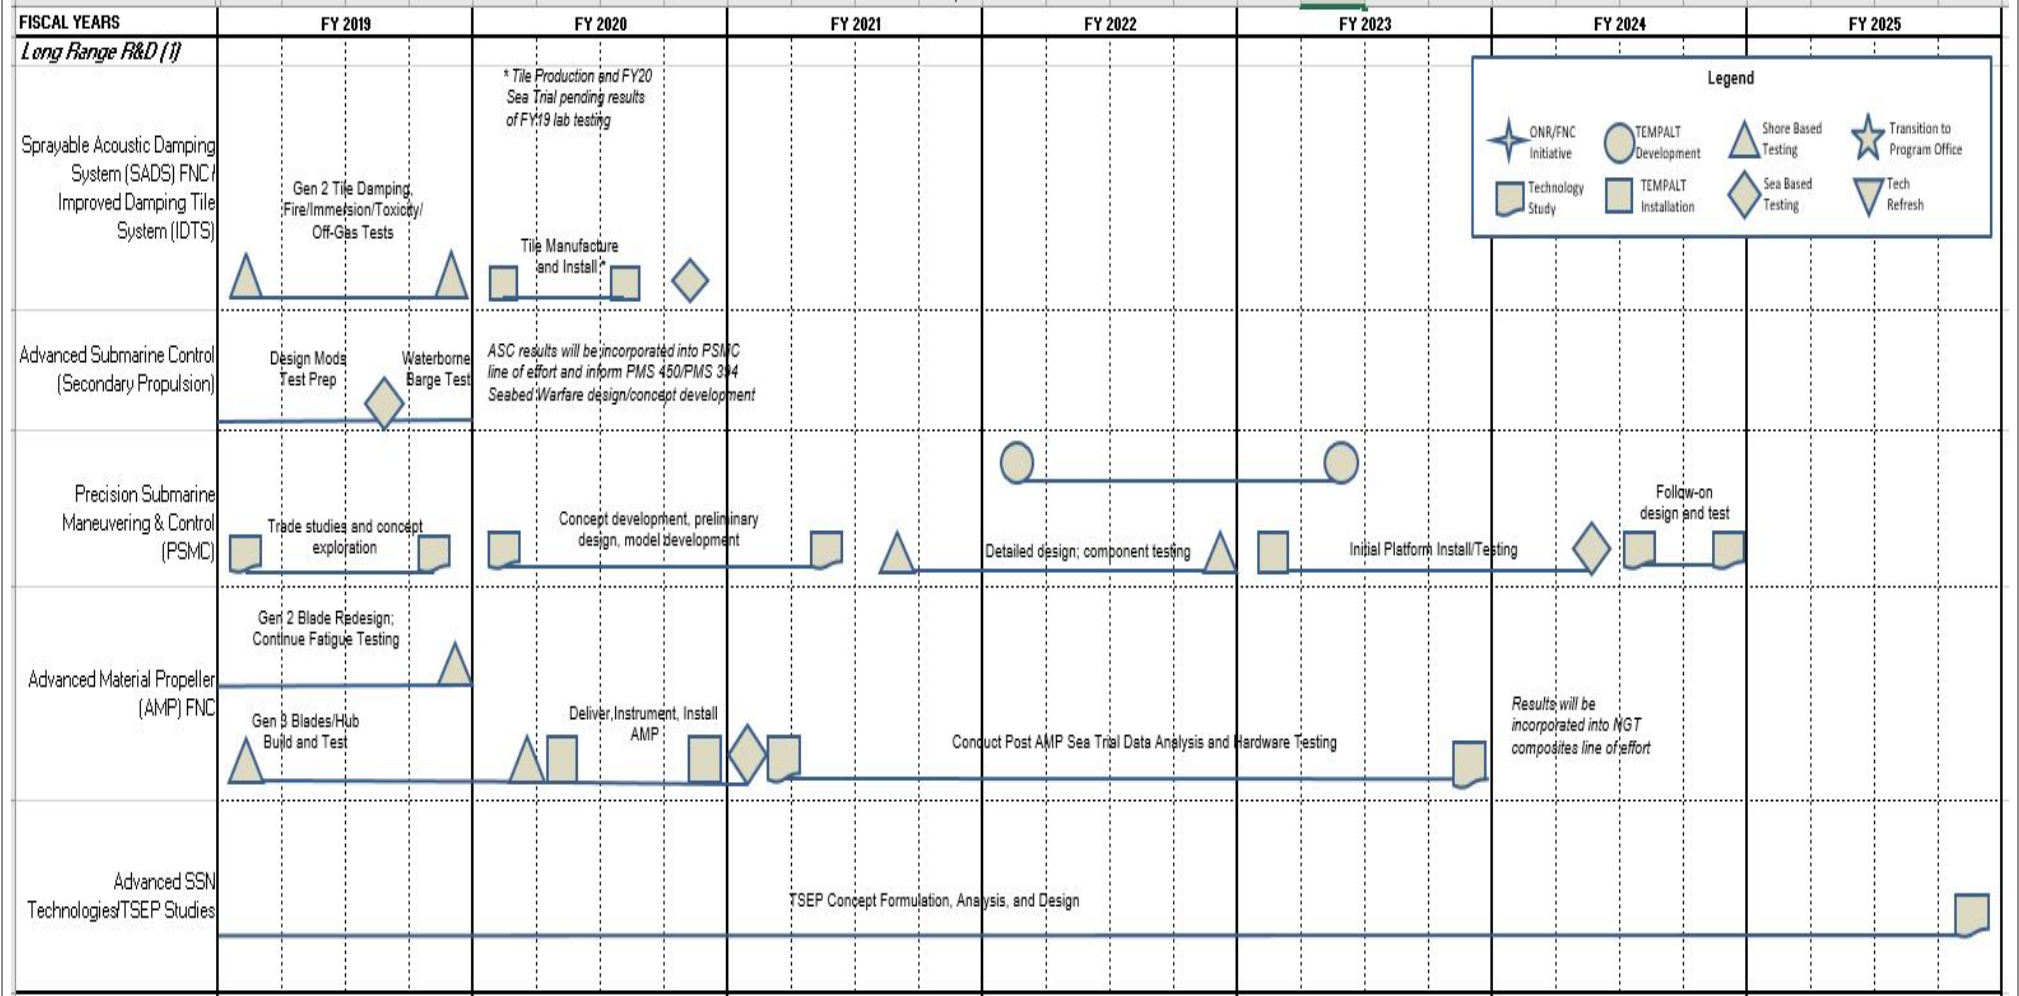 FISCAL YEARS FY 2019 FY 2020 FY 2021 FY 2022 FY 2023 FY 2024 FY 2025
Long Range R&D (1)
Legend
ONR/FNC
Initiative
TEMPALT
Development
Shore Based
Testing
Transition to
Program Office
Technology
Study
TEMPALT
Installation
Sea Based
Testing
Tech
Refresh
Sprayable Acoustic Damping
System (SADS) FNC/
Improved Damping Tile
System (IDTS)
Gen 2 Tile Damping,
Fire/Immersion/Toxicity/
Off-Gas Tests
* Tile Production and FY20
Sea Trial pending results
of FY19 lab testing
Tile Manufacture
and Install *
Advanced Submarine Control
(Secondary Propulsion)
Design Mods
Test Prep
Waterborne
Barge Test
ASC results will be incorporated into PSMC
line of effort and inform PMS 450/PMS 394
Seabed Warfare design/concept development
Precision Submarine
Maneuvering & Control
(PSMC)
Trade studies and concept
exploration
Concept development, preliminary
design, model development
Detailed design; component testing
Initial Platform Install/Testing
Follow-on
design and test
Advanced Material Propeller
(AMP) FNC
Gen 2 Blade Redesign;
Continue Fatigue Testing
Gen 3 Blades/Hub
Build and Test
Deliver,Instrument, Install
AMP
Conduct Post AMP Sea Trial Data Analysis and Hardware Testing
Results will be
incorporated into NGT
composites line of effort
Advanced SSN
Technologies/TSEP Studies
TSEP Concept Formulation, Analysis, and Design